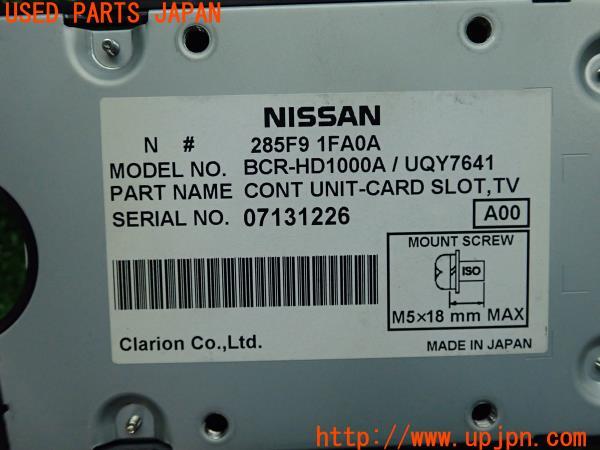 USED PARTS JAPAN
NISSAN
N # 285F9 1FA0A
MODEL NO. BCR-HD1000A / UQY7641
PART NAME CONT UNIT-CARD SLOT,TV
SERIAL NO. 07131226
A00
MOUNT SCREW
ISO
M5×18 mm MAX
Clarion Co.,Ltd.
MADE IN JAPAN
UPJ http://www.upjpn.com/